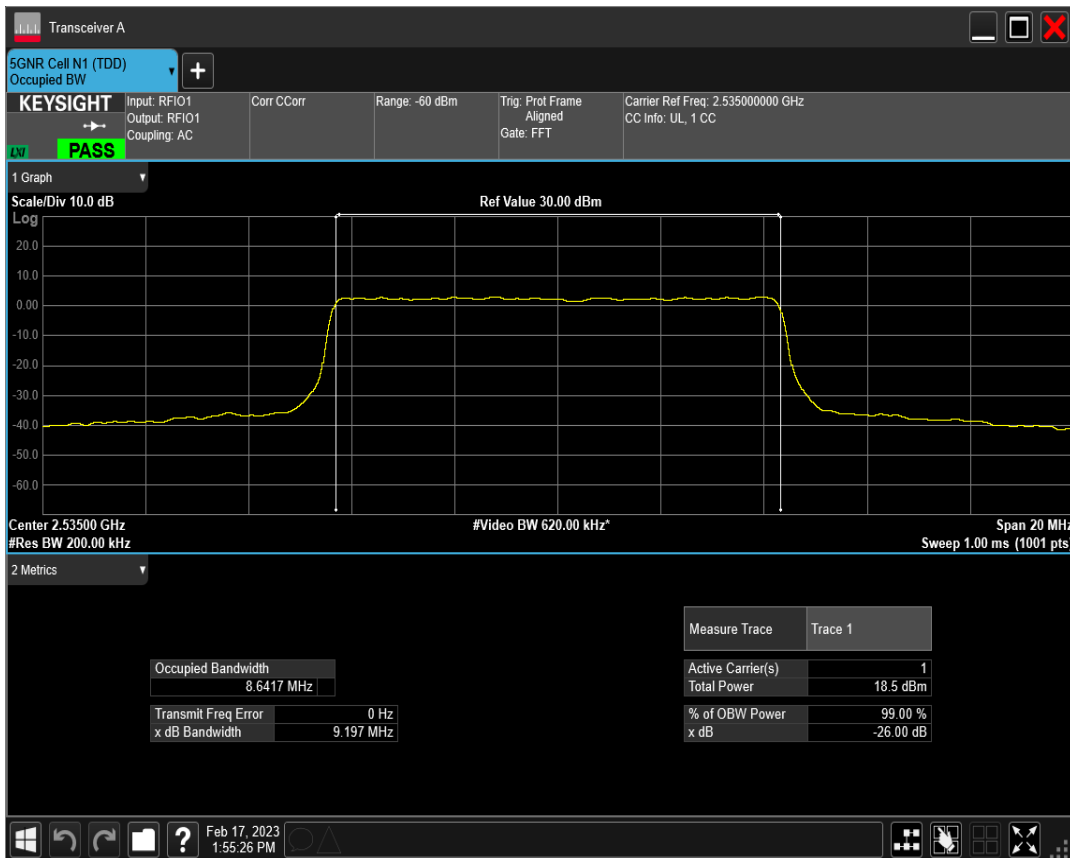 Transceiver A
5GNR Cell N1 (TDD)
Occupied BW
KEYSIGHT
LXI
PASS
Input: RFIO1
Output: RFIO1
Coupling: AC
Corr CCorr
Range: -60 dBm
Trig: Prot Frame
Aligned
Gate: FFT
Carrier Ref Freq: 2.535000000 GHz
CC Info: UL, 1 CC
1 Graph
Scale/Div 10.0 dB
Ref Value 30.00 dBm
Log
20.0
10.0
0.00
-10.0
-20.0
-30.0
-40.0
-50.0
-60.0
Center 2.53500 GHz
#Video BW 620.00 kHz*
Span 20 MHz
#Res BW 200.00 kHz
Sweep 1.00 ms (1001 pts)
2 Metrics
Measure Trace Trace 1
Occupied Bandwidth
8.6417 MHz
Active Carrier(s) 1
Total Power 18.5 dBm
Transmit Freq Error 0 Hz
x dB Bandwidth 9.197 MHz
% of OBW Power 99.00 %
x dB -26.00 dB
?
Feb 17, 2023
1:55:26 PM